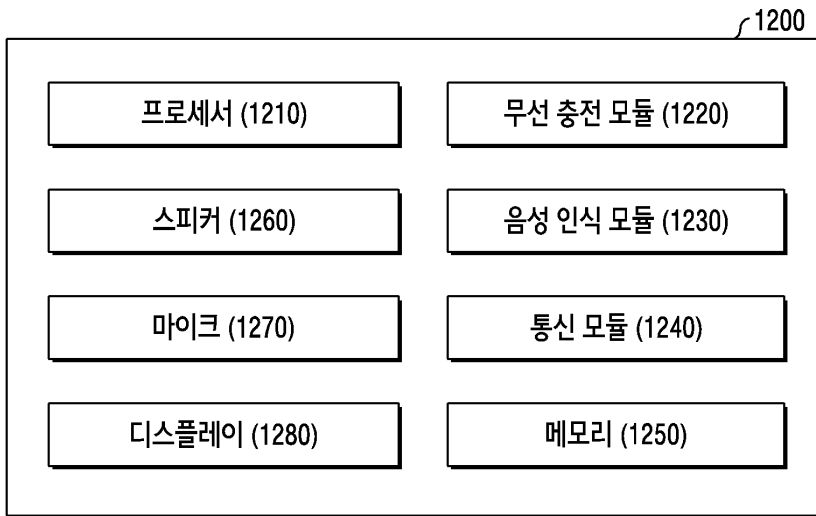 1200
프로세서 (1210)
무선 충전 모듈 (1220)
스피커 (1260)
음성 인식 모듈 (1230)
마이크 (1270)
통신 모듈 (1240)
디스플레이 (1280)
메모리 (1250)